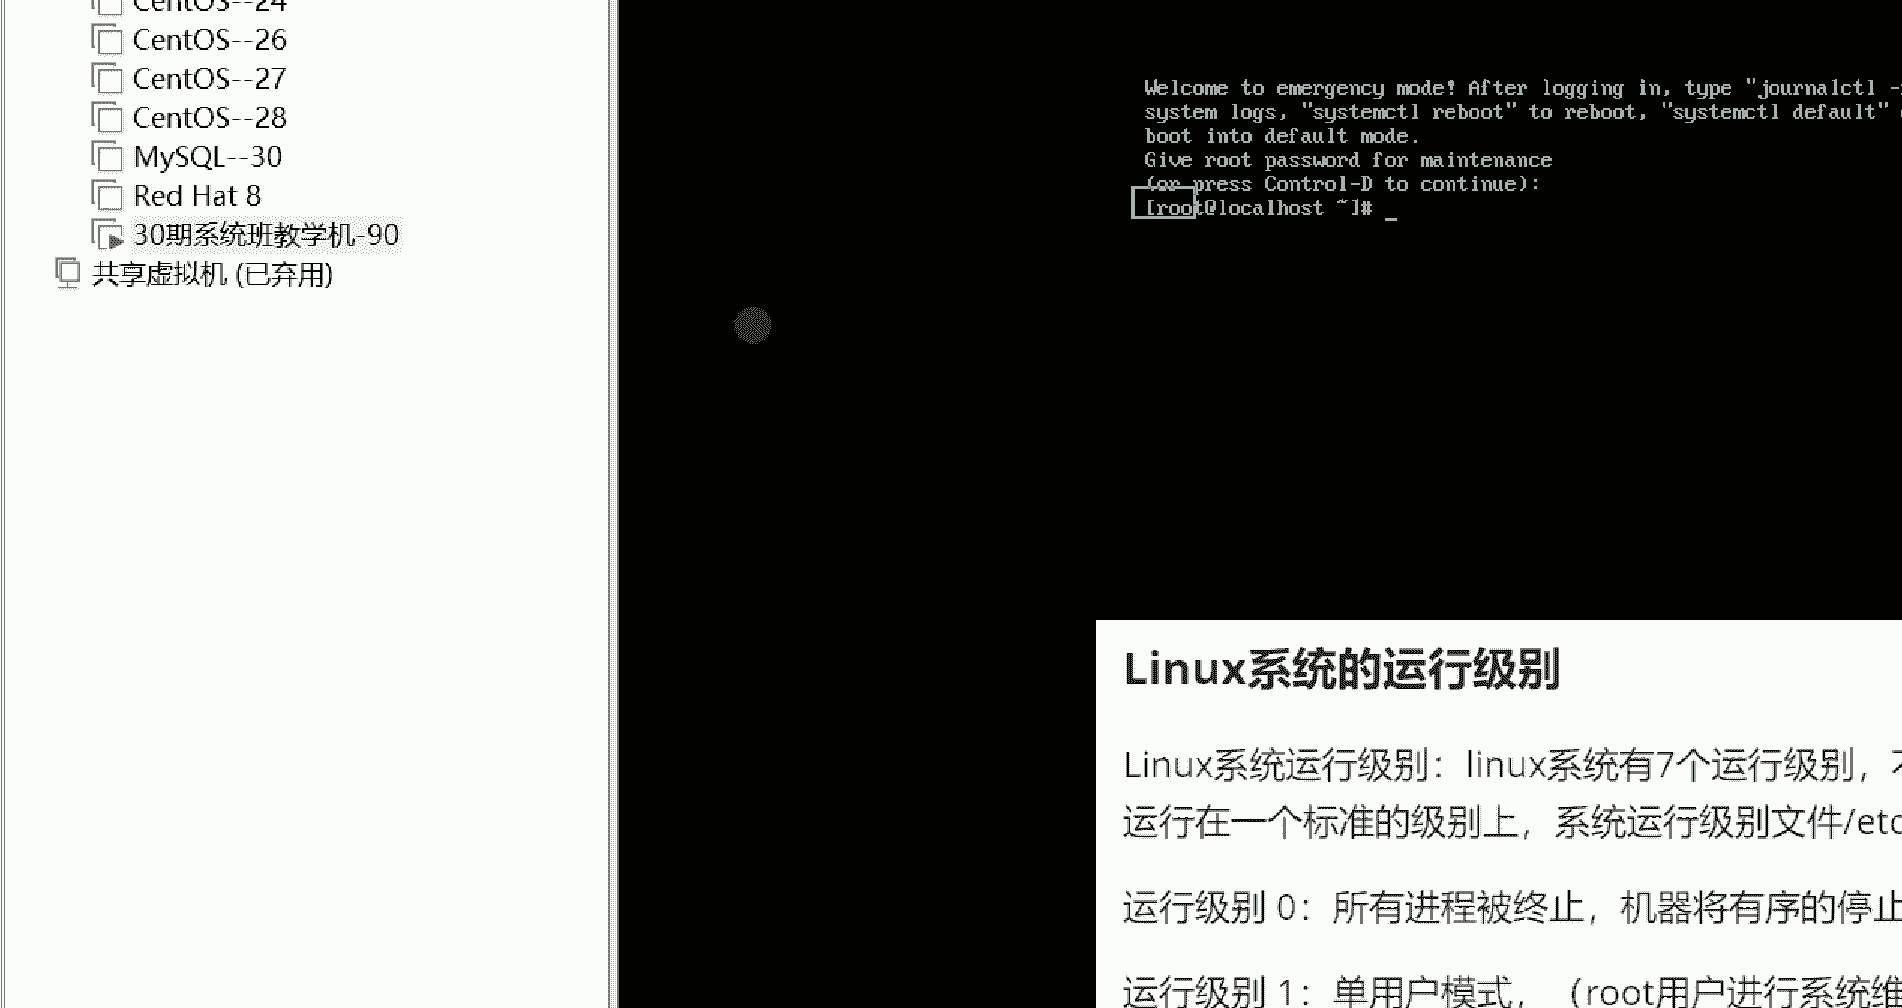 CentOS--24
CentOS--26
CentOS--27
CentOS--28
MySQL--30
Red Hat 8
30期系统班教学机-90
共享虚拟机 (已弃用)
Welcome to emergency mode! After logging in, type "journalctl
system logs, "systemctl reboot" to reboot, "systemctl default"
boot into default mode.
Give root password for maintenance
(or press Control-D to continue):
[root@localhost ~]# _
Linux系统的运行级别
Linux系统运行级别：linux系统有7个运行级别，
运行在一个标准的级别上，系统运行级别文件/etc
运行级别 0：所有进程被终止，机器将有序的停止
运行级别 1：单用户模式，（root用户进行系统维